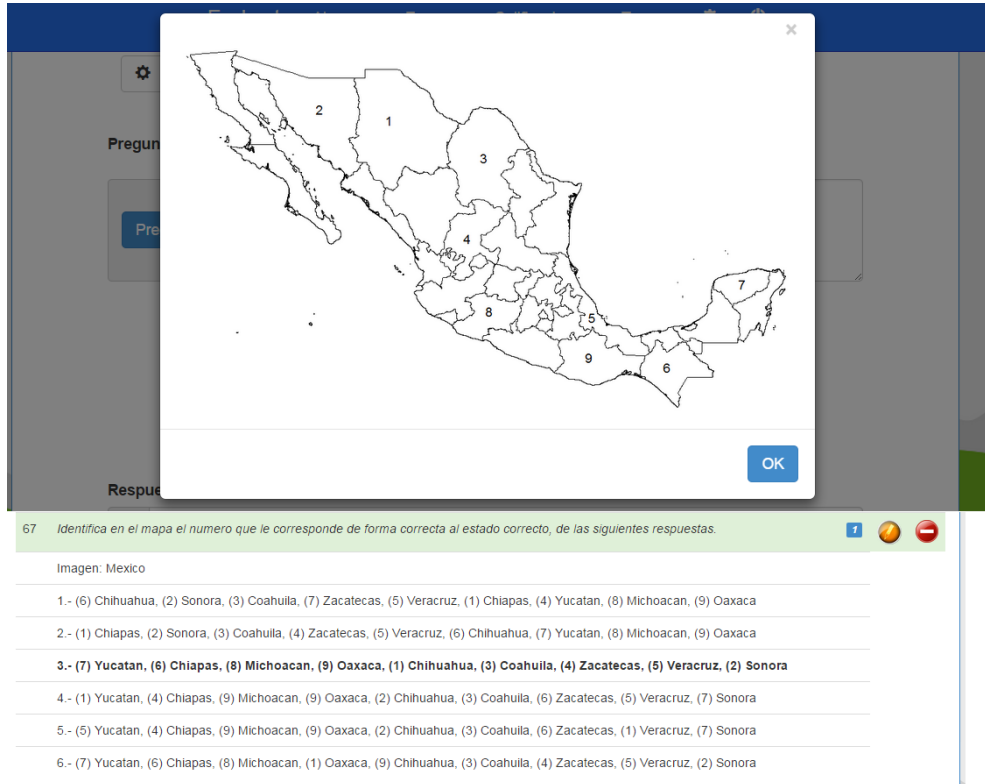 2
1
3
Pregun
Pre
4
7
8
5
9
6
OK
Respue
67 Identifica en el mapa el numero que le corresponde de forma correcta al estado correcto, de las siguientes respuestas. 1
Imagen: Mexico
1.- (6) Chihuahua, (2) Sonora, (3) Coahuila, (7) Zacatecas, (5) Veracruz, (1) Chiapas, (4) Yucatan, (8) Michoacan, (9) Oaxaca
2.- (1) Chiapas, (2) Sonora, (3) Coahuila, (4) Zacatecas, (5) Veracruz, (6) Chihuahua, (7) Yucatan, (8) Michoacan, (9) Oaxaca
3.- (7) Yucatan, (6) Chiapas, (8) Michoacan, (9) Oaxaca, (1) Chihuahua, (3) Coahuila, (4) Zacatecas, (5) Veracruz, (2) Sonora
4.- (1) Yucatan, (4) Chiapas, (9) Michoacan, (9) Oaxaca, (2) Chihuahua, (3) Coahuila, (6) Zacatecas, (5) Veracruz, (7) Sonora
5.- (5) Yucatan, (4) Chiapas, (9) Michoacan, (9) Oaxaca, (2) Chihuahua, (3) Coahuila, (6) Zacatecas, (1) Veracruz, (7) Sonora
6.- (7) Yucatan, (6) Chiapas, (8) Michoacan, (1) Oaxaca, (9) Chihuahua, (3) Coahuila, (4) Zacatecas, (5) Veracruz, (2) Sonora